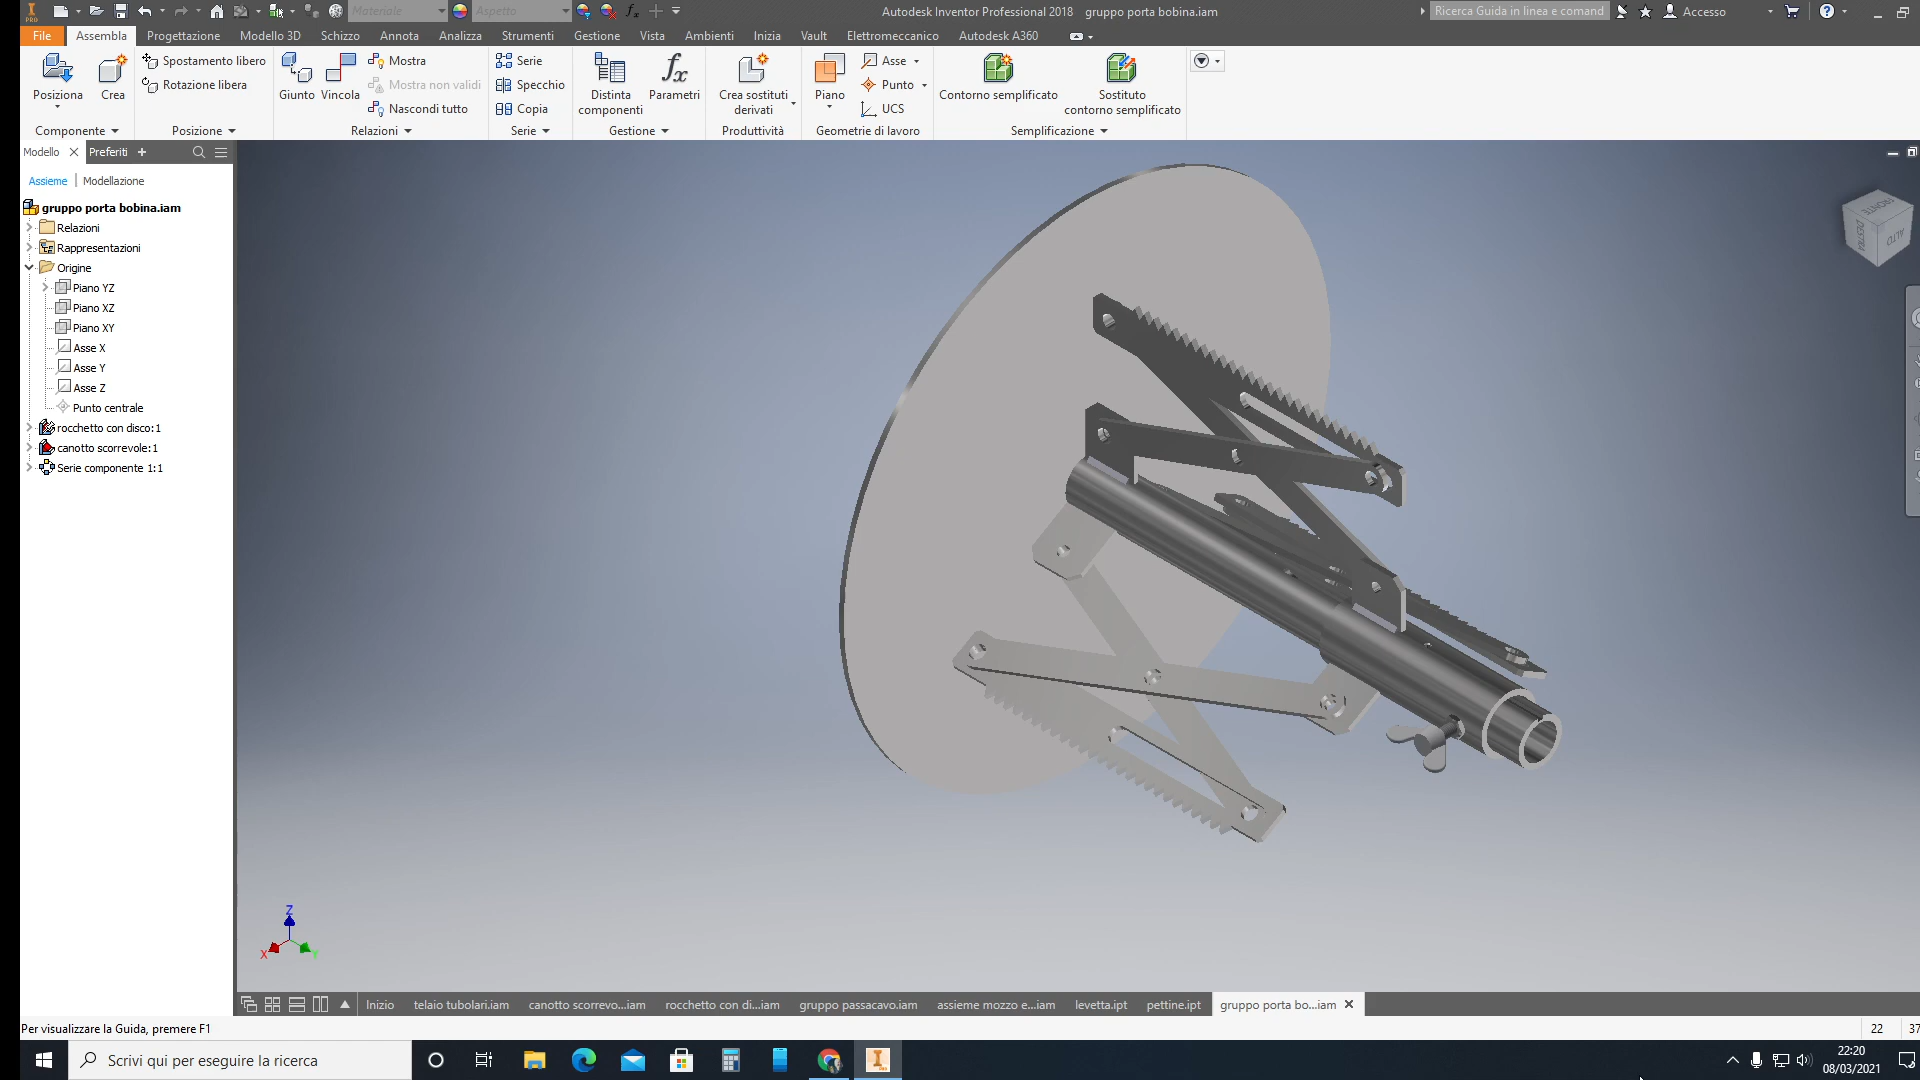 PRO
Materiale
Aspetto
Autodesk Inventor Professional 2018 gruppo porta bobina.iam
Ricerca Guida in linea e comand
Accesso
File Assembla Progettazione Modello 3D Schizzo Annota Analizza Strumenti Gestione Vista Ambienti Inizia Vault Elettromeccanico Autodesk A360
Posiziona
Crea
Spostamento libero
Rotazione libera
Giunto
Vincola
Mostra
Mostra non validi
Nascondi tutto
Serie
Specchio
Copia
Distinta
componenti
fx
Parametri
Crea sostituti
derivati
Piano
Asse
Punto
UCS
Contorno semplificato
Sostituto
contorno semplificato
Componente Posizione Relazioni Serie Gestione Produttività Geometrie di lavoro Semplificazione
Modello Preferiti +
Assieme | Modellazione
gruppo porta bobina.iam
Relazioni
Rappresentazioni
Origine
Piano YZ
Piano XZ
Piano XY
Asse X
Asse Y
Asse Z
Punto centrale
rocchetto con disco:1
canotto scorrevole:1
Serie componente 1:1
FRONTE
DESTRA
ALTO
Z
X
Y
Inizio telaio tubolari.iam canotto scorrevo...iam rocchetto con di...iam gruppo passacavo.iam assieme mozzo e...iam levetta.ipt pettine.ipt gruppo porta bo...iam
Per visualizzare la Guida, premere F1
22 37
Scrivi qui per eseguire la ricerca
22:20
08/03/2021